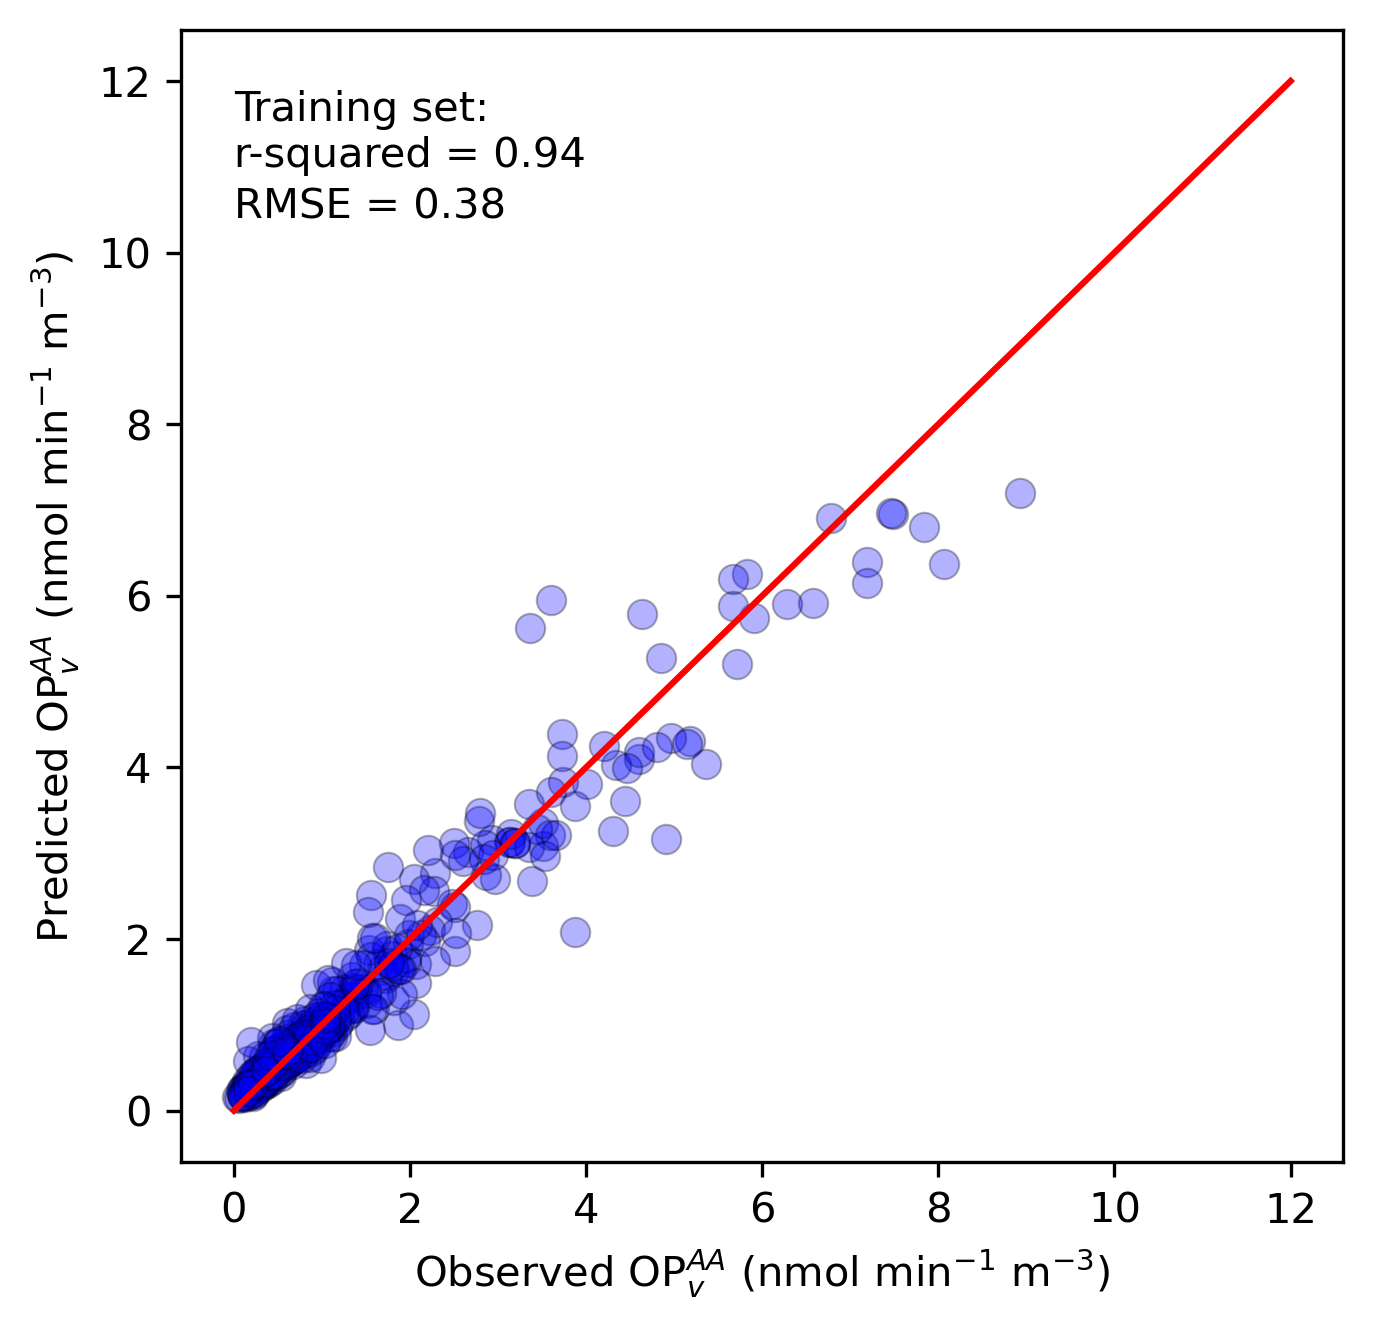 Training set:
r-squared = 0.94
RMSE = 0.38
Predicted OP$_v^{AA}$ (nmol min$^{-1}$ m$^{-3}$)
12
10
8
6
4
2
0
0 2 4 6 8 10 12
Observed OP$_v^{AA}$ (nmol min$^{-1}$ m$^{-3}$)